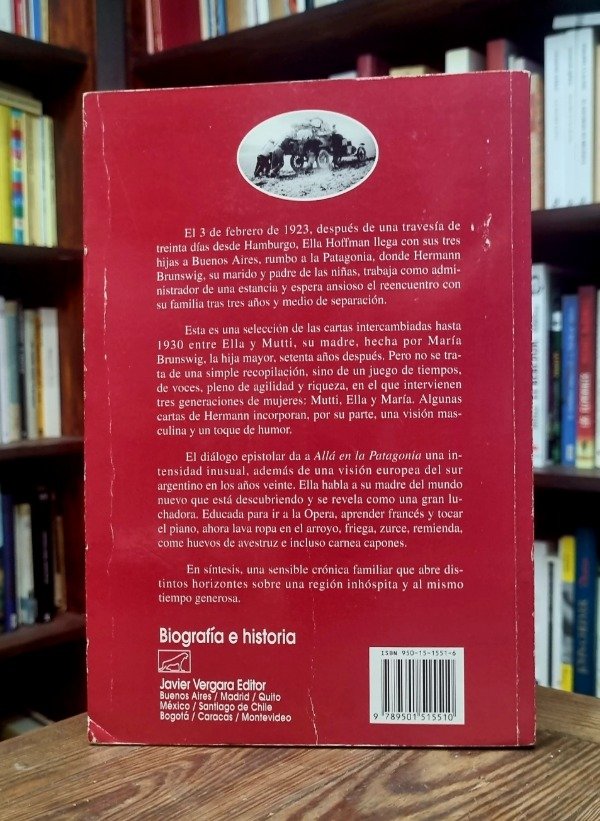 El 3 de febrero de 1923, después de una travesía de
treinta días desde Hamburgo, Ella Hoffman llega con sus tres
hijas a Buenos Aires, rumbo a la Patagonia, donde Hermann
Brunswig, su marido y padre de las niñas, trabaja como admi-
nistrador de una estancia y espera ansioso el reencuentro con
su familia tras tres años y medio de separación.
Esta es una selección de las cartas intercambiadas hasta
1930 entre Ella y Mutti, su madre, hecha por María
Brunswig, la hija mayor, setenta años después. Pero no se tra-
ta de una simple recopilación, sino de un juego de tiempos,
de voces, pleno de agilidad y riqueza, en el que intervienen
tres generaciones de mujeres: Mutti, Ella y María. Algunas
cartas de Hermann incorporan, por su parte, una visión mas-
culina y un toque de humor.
El diálogo epistolar da a Allá en la Patagonia una in-
tensidad inusual, además de una visión europea del sur
argentino en los años veinte. Ella habla a su madre del mundo
nuevo que está descubriendo y se revela como una gran lu-
chadora. Educada para ir a la Opera, aprender francés y tocar
el piano, ahora lava ropa en el arroyo, friega, zurce, remienda,
come huevos de avestruz e incluso carnea capones.
En síntesis, una sensible crónica familiar que abre dis-
tintos horizontes sobre una región inhóspita y al mismo
tiempo generosa.
Biografía e historia
Javier Vergara Editor
Buenos Aires / Madrid / Quito
México / Santiago de Chile
Bogotá / Caracas / Montevideo
ISBN 950-15-1551-6
9 789501 515510